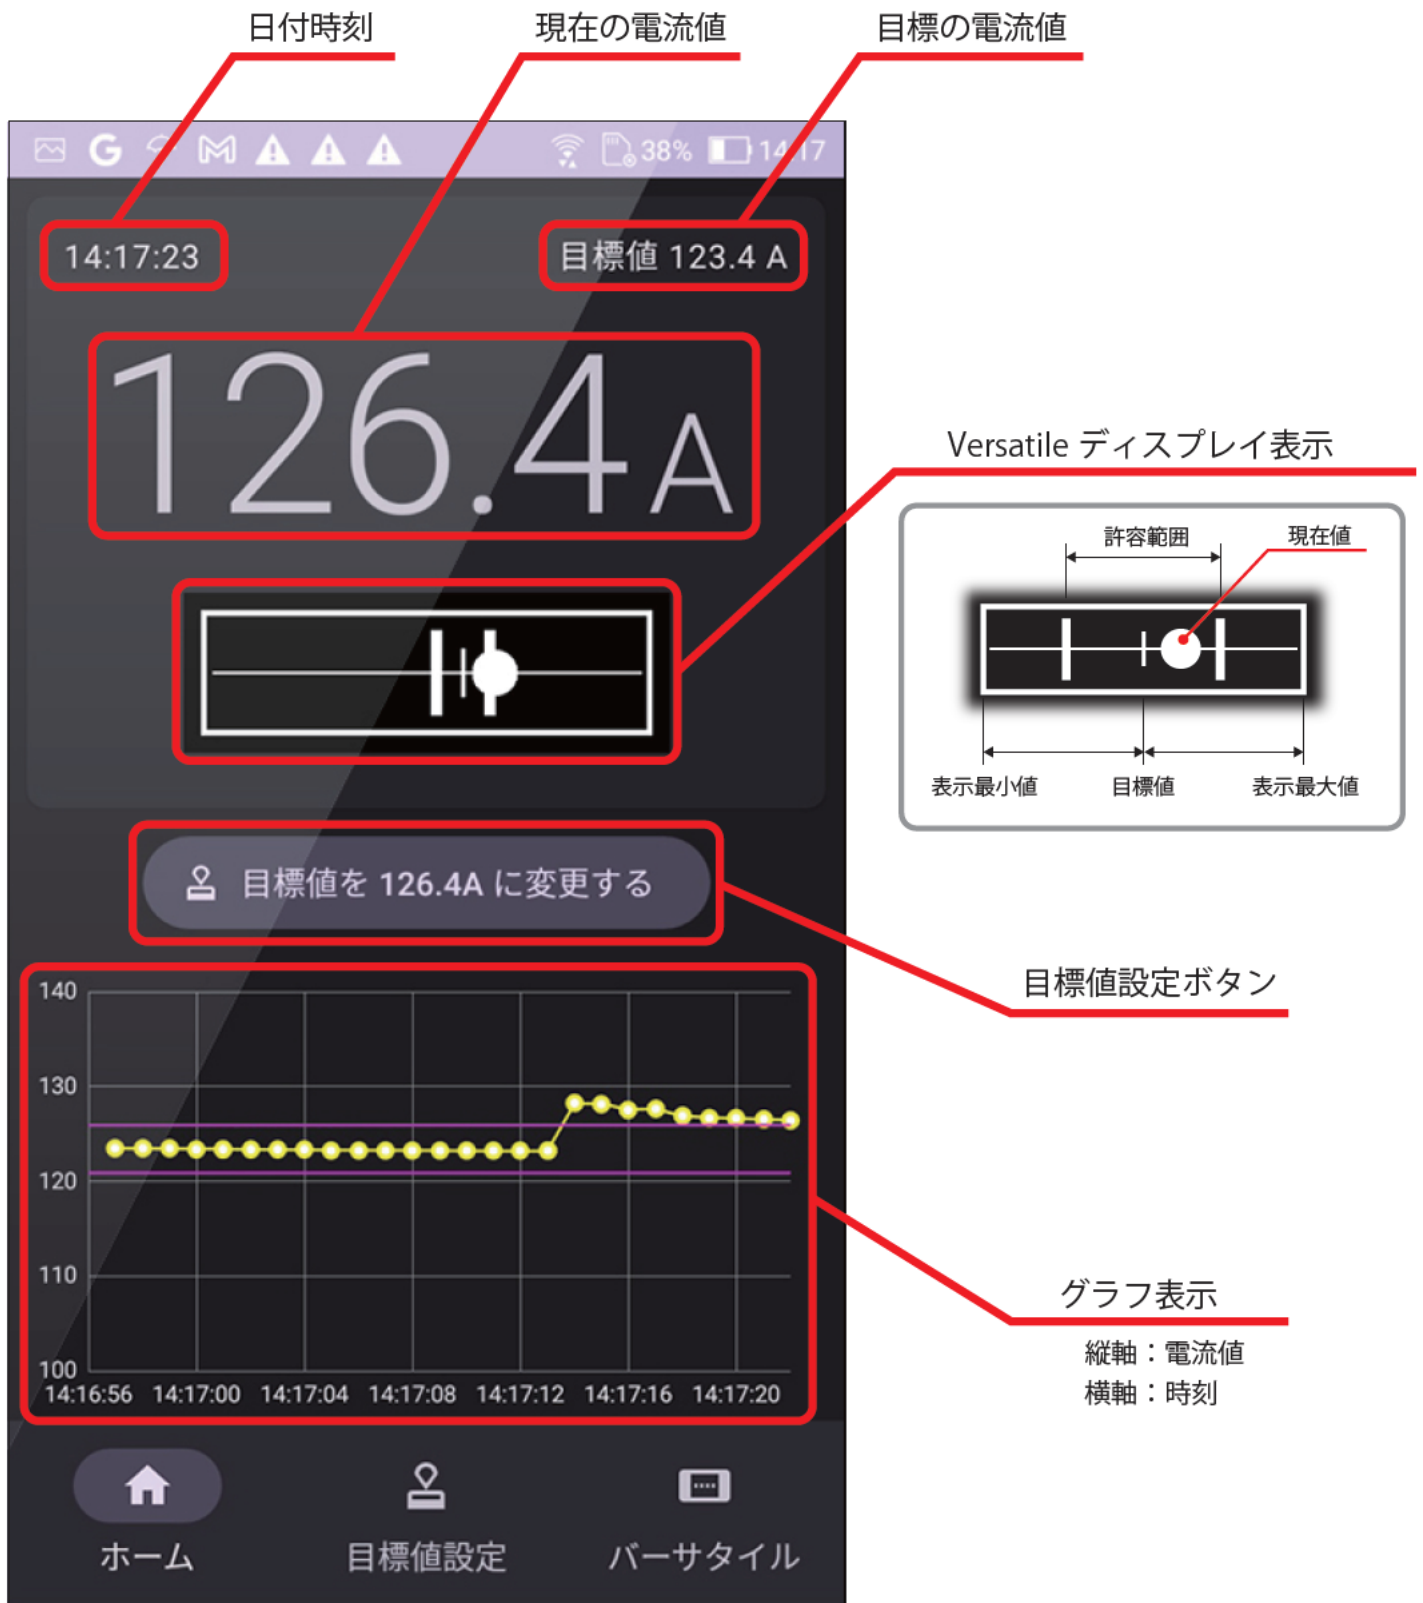 日付時刻
現在の電流値
目標の電流値
38%
14:17
14:17:23
目標値 123.4 A
126.4 A
Versatile ディスプレイ表示
許容範囲
現在値
表示最小値
目標値
表示最大値
目標値を 126.4A に変更する
目標値設定ボタン
140
130
120
110
100
14:16:56 14:17:00 14:17:04 14:17:08 14:17:12 14:17:16 14:17:20
グラフ表示
縦軸：電流値
横軸：時刻
ホーム
目標値設定
バーサタイル